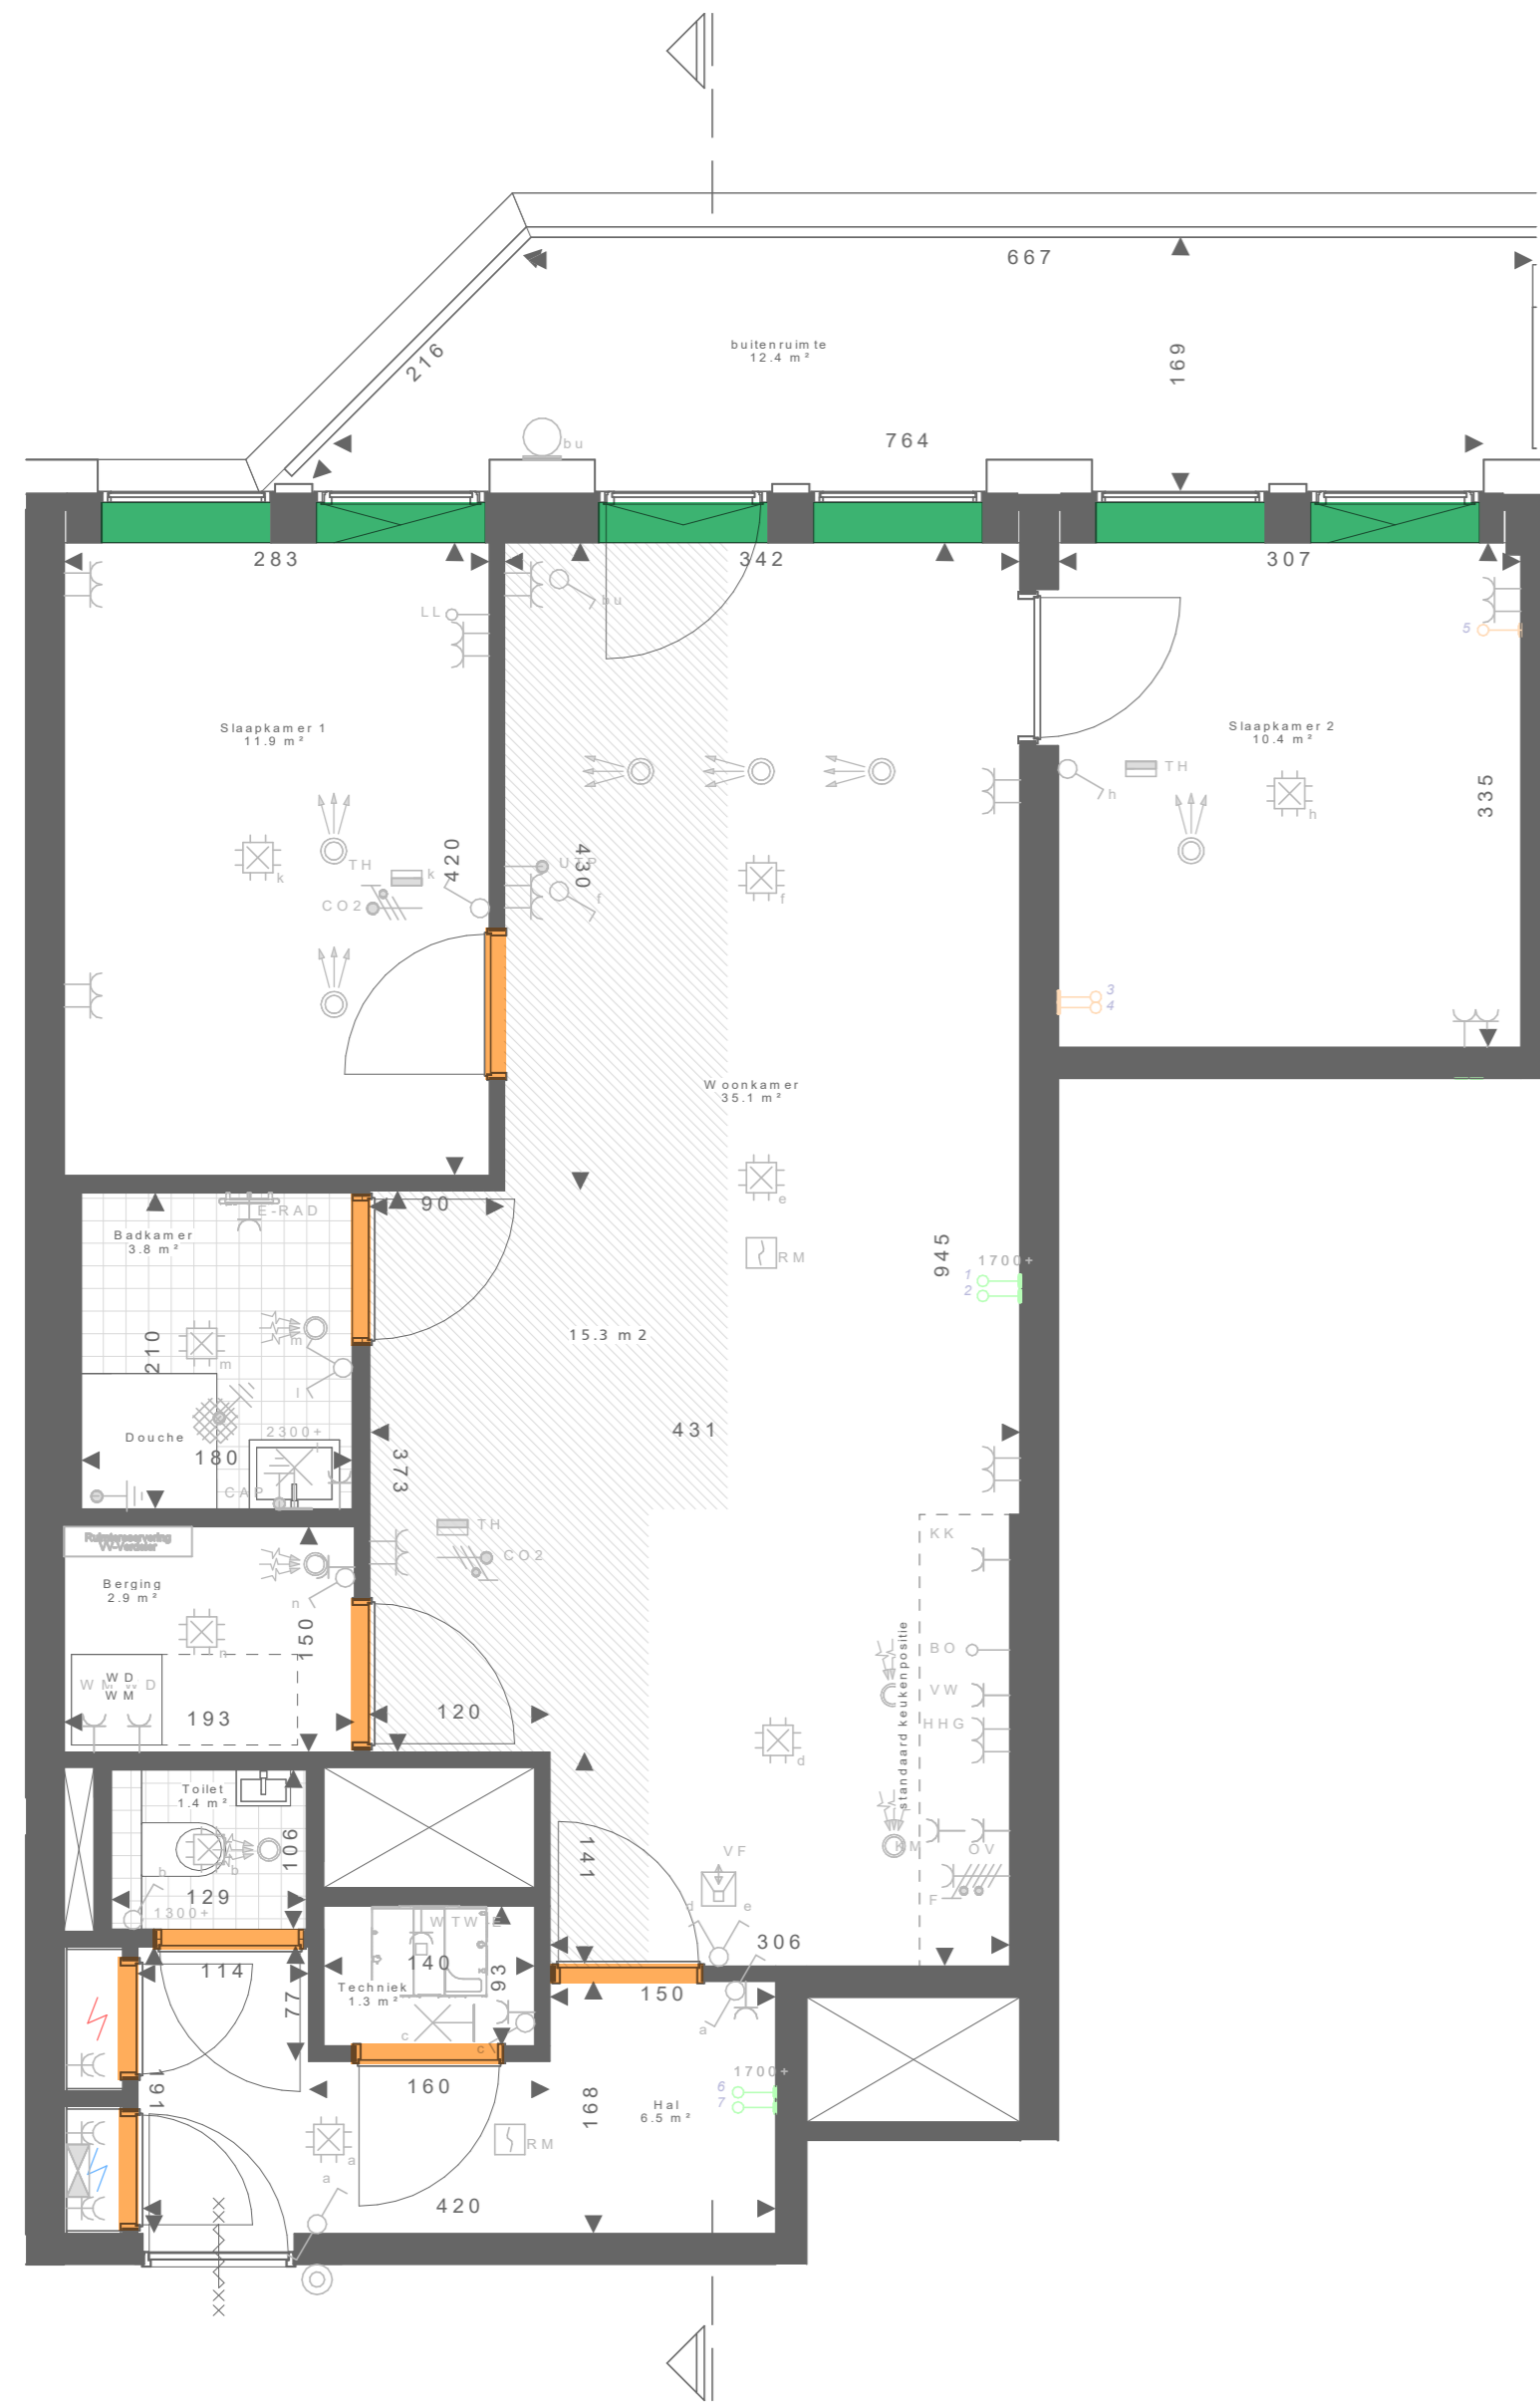 667
buitenruimte
12.4 m²
169
216
764
bu
283
342
307
LL
bu
5
Slaapkamer 1
11.9 m²
Slaapkamer 2
10.4 m²
TH
h
h
335
420
430
TH
k
k
CO2
UTP
f
f
3
4
Woonkamer
35.1 m²
e
90
E-RAD
Badkamer
3.8 m²
RM
945
1700+
1
2
15.3 m2
210
m
m
l
Douche
2300+
180
CAP
431
373
TH
CO2
Ruimtereservering
VV-Verdeler
KK
Berging
2.9 m²
n
n
150
standaard keukenpositie
BO
VW
HHG
WD
WM
193
120
d
Toilet
1.4 m²
106
b
129
1300+
141
VF
d
e
KM
OV
F
WTW-E
306
114
77
140
93
Techniek
1.3 m²
c
c
150
a
191
160
168
1700+
6
7
Hal
6.5 m²
a
RM
a
420